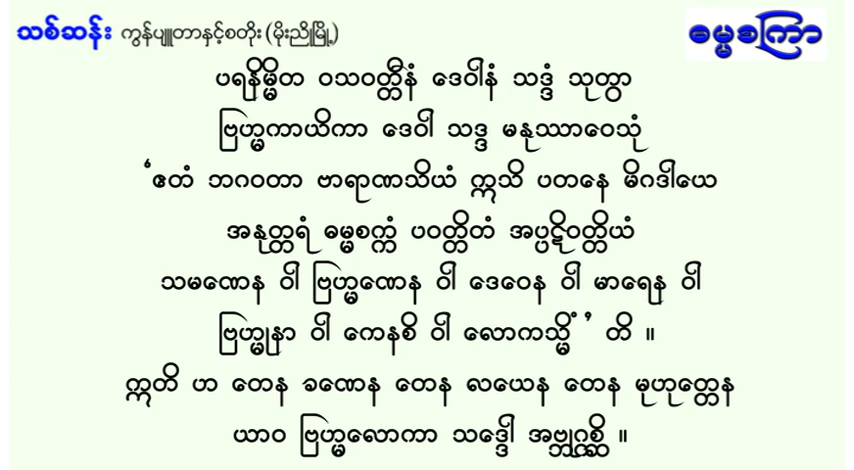 သစ်ဆန်း ကွန်ပျူတာနှင့်စတိုး (မိုးညိုမြို့)
ဓမ္မစကြာ
ပရနိမ္မိတ ဝသဝတ္တီနံ ဒေဝါနံ သဒ္ဒံ သုတွာ
ဗြဟ္မကာယိကာ ဒေဝါ သဒ္ဒ မနုဿာဝေသုံ
‘ဧတံ ဘဂဝတာ ဗာရာဏသိယံ ဣသိ ပတနေ မိဂဒါယေ
အနုတ္တရံ ဓမ္မစက္ကံ ပဝတ္တိတံ အပ္ပဋိဝတ္တိယံ
သမဏေန ဝါ ဗြဟ္မဏေန ဝါ ဒေဝေန ဝါ မာရေန ဝါ
ဗြဟ္မုနာ ဝါ ကေနစိ ဝါ လောကသ္မိံ’ တိ ။
ဣတိ ဟ တေန ခဏေန တေန လယေန တေန မုဟုတ္တေန
ယာဝ ဗြဟ္မလောကာ သဒ္ဒေါ အဗ္ဘုဂ္ဂစ္ဆိ ။